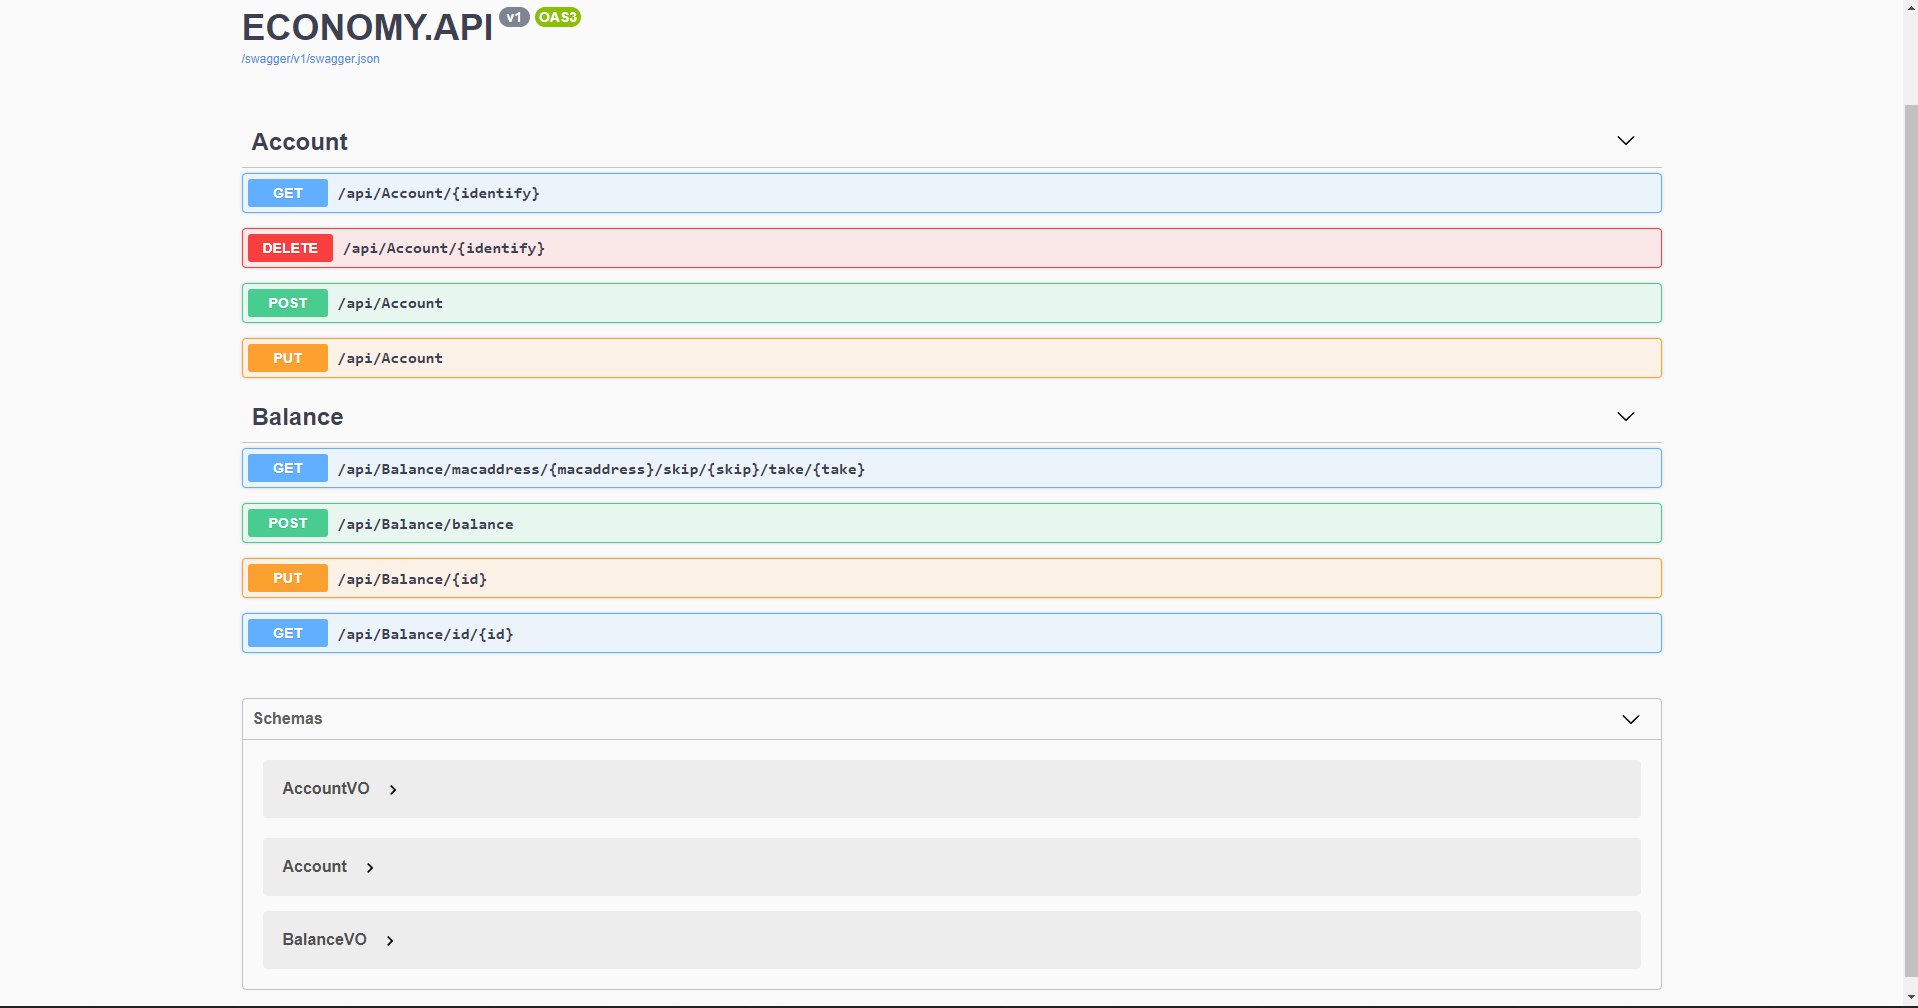 ECONOMY.API v1 OAS3
/swagger/v1/swagger.json
Account
GET /api/Account/{identify}
DELETE /api/Account/{identify}
POST /api/Account
PUT /api/Account
Balance
GET /api/Balance/macaddress/{macaddress}/skip/{skip}/take/{take}
POST /api/Balance/balance
PUT /api/Balance/{id}
GET /api/Balance/id/{id}
Schemas
AccountVO
Account
BalanceVO